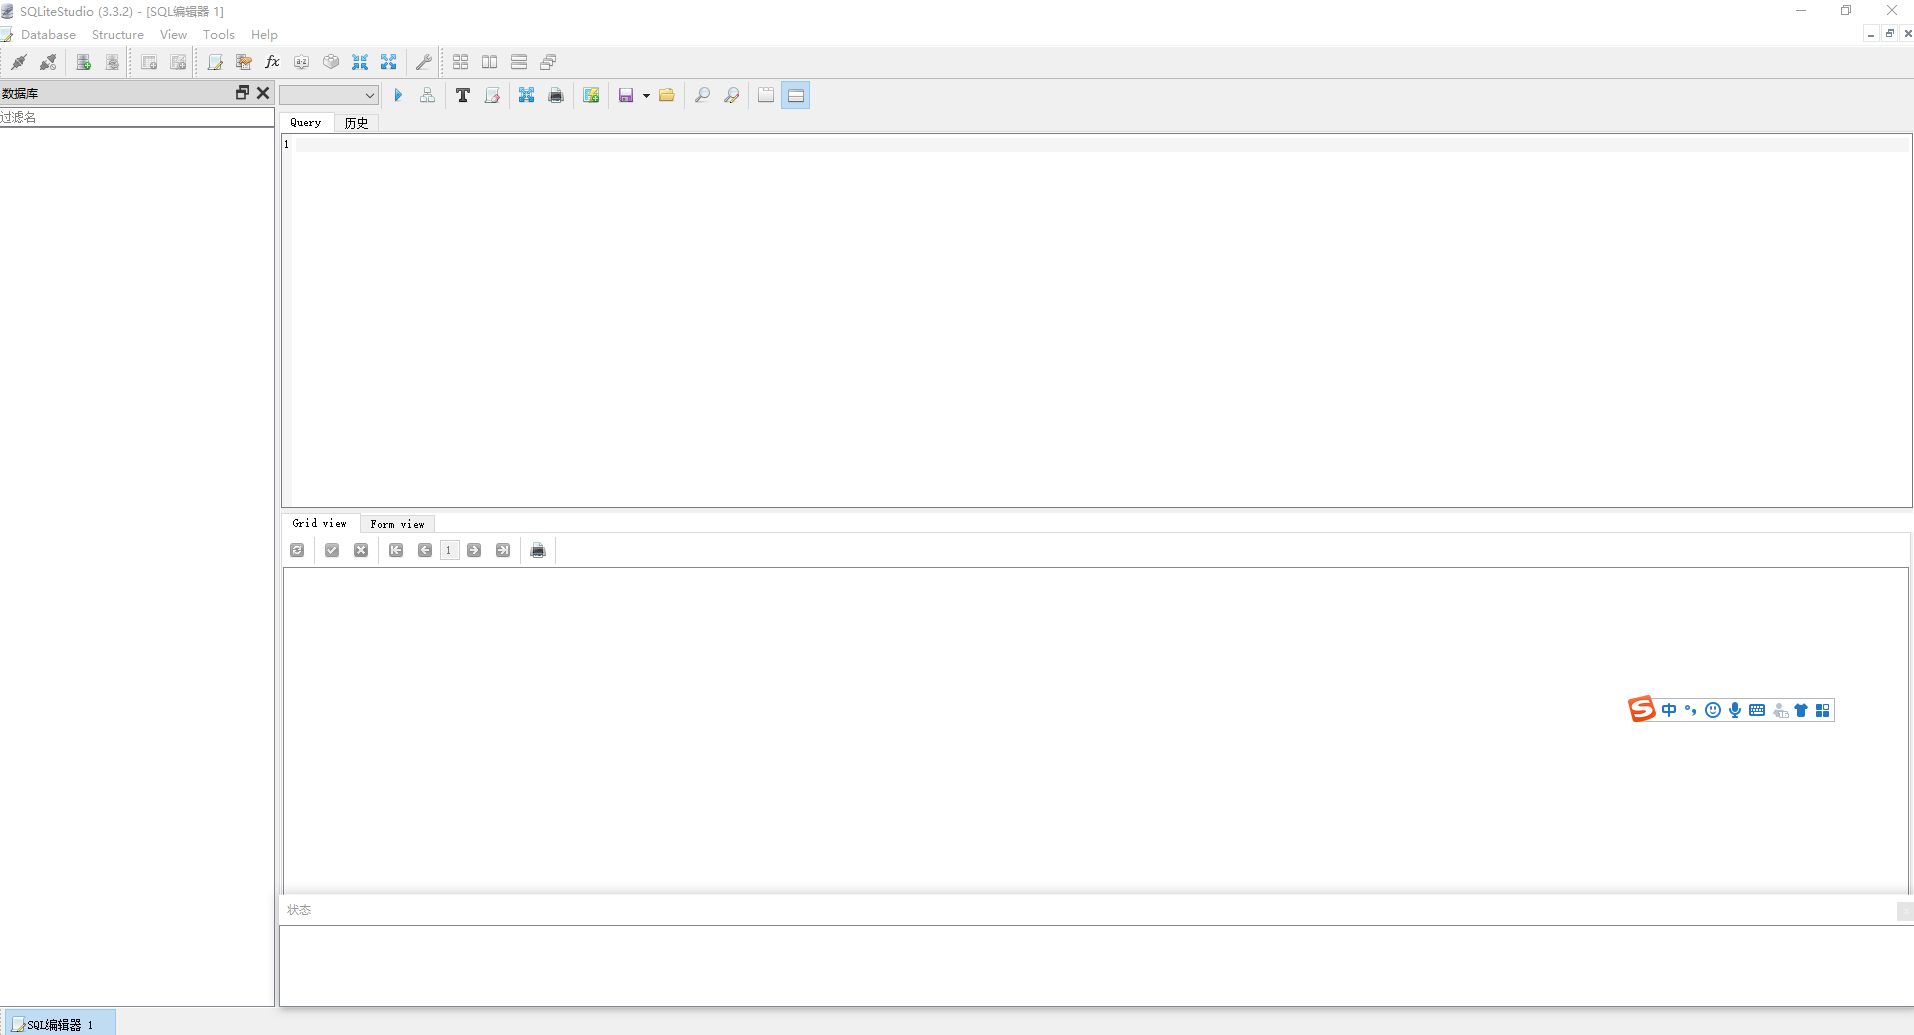 SQLiteStudio (3.3.2) - [SQL编辑器 1]
Database Structure View Tools Help
数据库
过滤名
Query 历史
1
Grid view Form view
1
状态
中
SQL编辑器 1